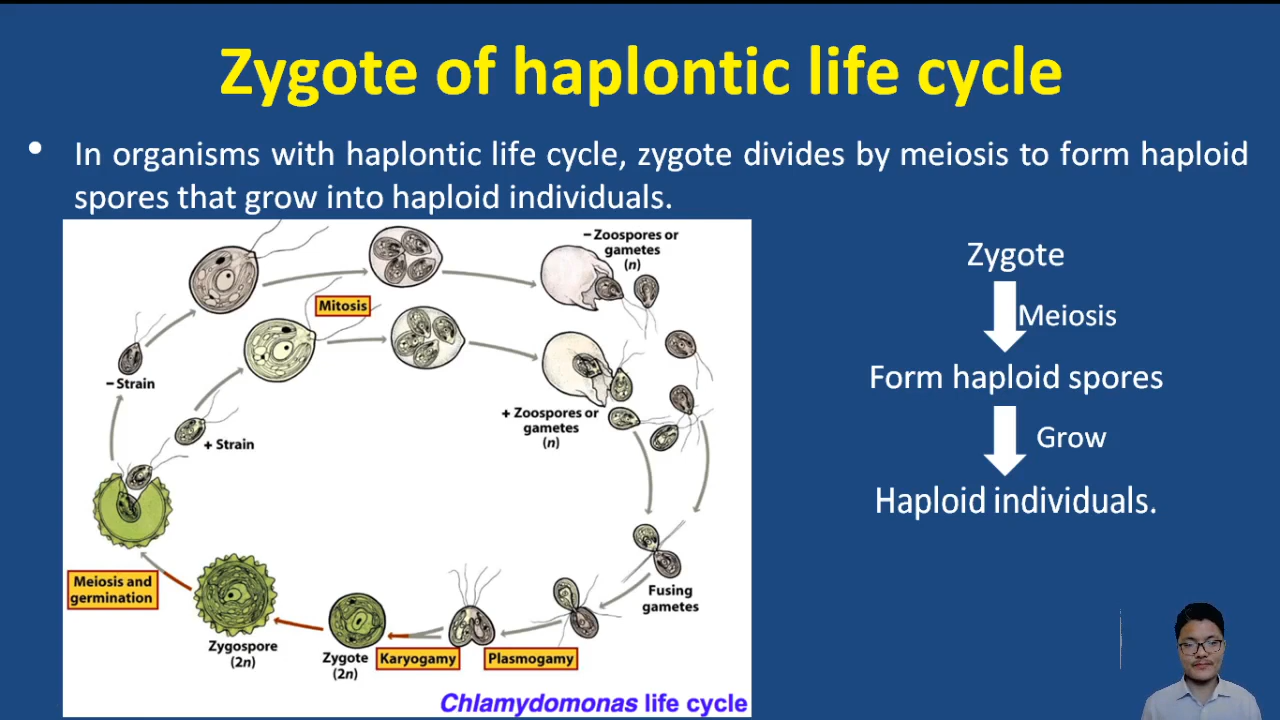 Zygote of haplontic life cycle
• In organisms with haplontic life cycle, zygote divides by meiosis to form haploid
spores that grow into haploid individuals.
– Zoospores or
gametes
(n)
Mitosis
– Strain
+ Strain
+ Zoospores or
gametes
(n)
Meiosis and
germination
Zygospore
(2n)
Zygote
(2n)
Karyogamy
Plasmogamy
Fusing
gametes
Chlamydomonas life cycle
Zygote
Meiosis
Form haploid spores
Grow
Haploid individuals.